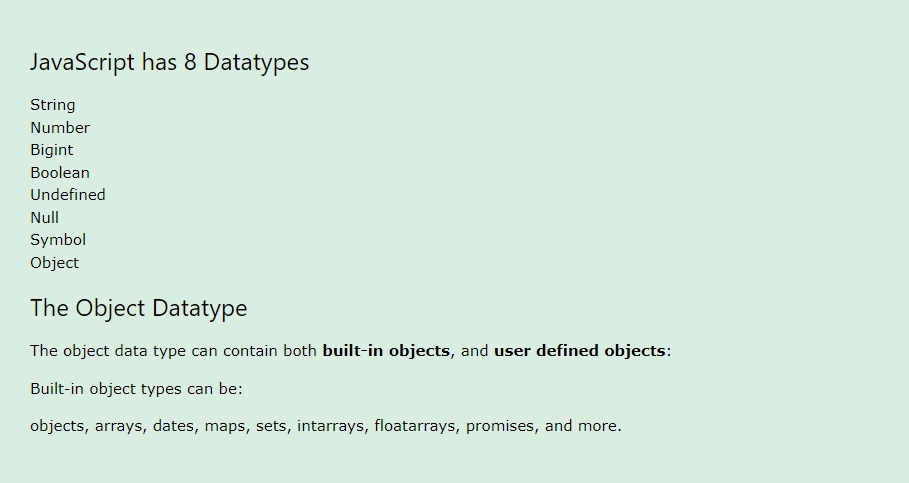 JavaScript has 8 Datatypes
String
Number
Bigint
Boolean
Undefined
Null
Symbol
Object
The Object Datatype
The object data type can contain both built-in objects, and user defined objects:
Built-in object types can be:
objects, arrays, dates, maps, sets, intarrays, floatarrays, promises, and more.